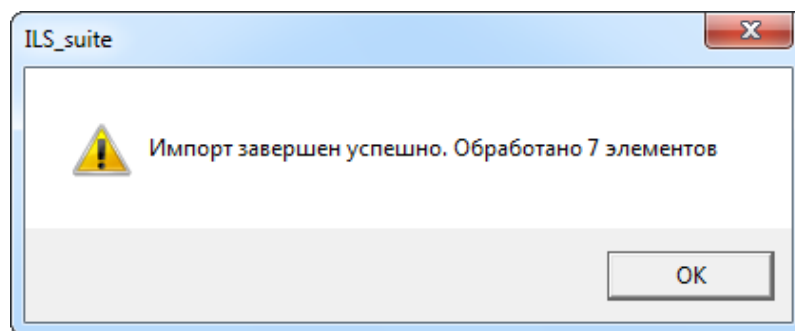 ILS_suite
Импорт завершен успешно. Обработано 7 элементов
OK